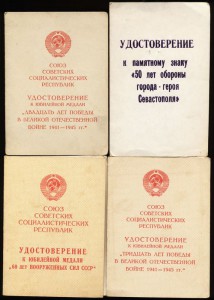 СОЮЗ
СОВЕТСКИХ
СОЦИАЛИСТИЧЕСКИХ
РЕСПУБЛИК
УДОСТОВЕРЕНИЕ
К ЮБИЛЕЙНОЙ МЕДАЛИ
"ДВАДЦАТЬ ЛЕТ ПОБЕДЫ
В ВЕЛИКОЙ ОТЕЧЕСТВЕННОЙ
ВОЙНЕ 1941—1945 гг."
УДОСТОВЕРЕНИЕ
к памятному знаку
«50 лет обороны
города - героя
Севастополя»
СОЮЗ
СОВЕТСКИХ
СОЦИАЛИСТИЧЕСКИХ
РЕСПУБЛИК
УДОСТОВЕРЕНИЕ
К ЮБИЛЕЙНОЙ МЕДАЛИ
"60 ЛЕТ ВООРУЖЕННЫХ СИЛ СССР"
СОЮЗ
СОВЕТСКИХ
СОЦИАЛИСТИЧЕСКИХ
РЕСПУБЛИК
УДОСТОВЕРЕНИЕ
К ЮБИЛЕЙНОЙ МЕДАЛИ
"ТРИДЦАТЬ ЛЕТ ПОБЕДЫ
В ВЕЛИКОЙ ОТЕЧЕСТВЕННОЙ
ВОЙНЕ 1941—1945 гг."